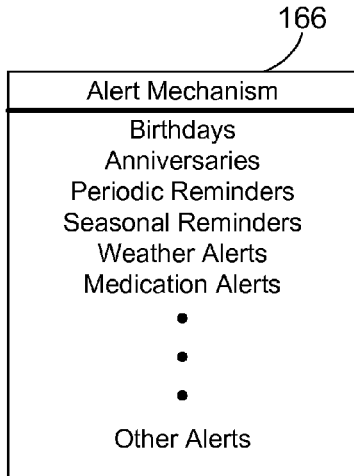 166
Alert Mechanism
Birthdays
Anniversaries
Periodic Reminders
Seasonal Reminders
Weather Alerts
Medication Alerts
•
•
•
Other Alerts